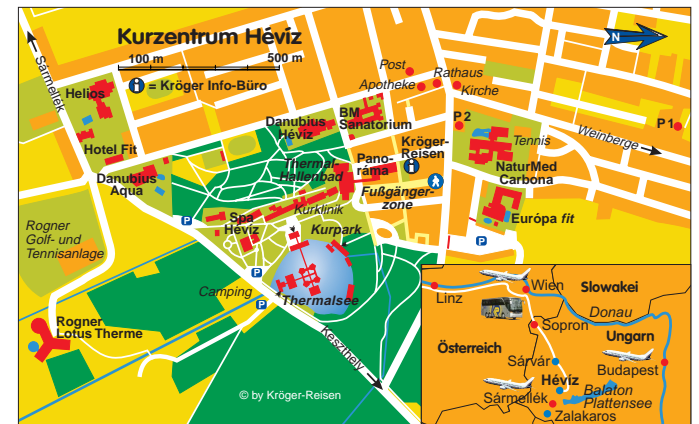 Kurzentrum Hévíz
100 m
500 m
i = Kröger Info-Büro
N
Sármellék
Helios
Hotel Fit
Danubius
Aqua
Danubius
Hévíz
BM
Sanatorium
Post
Apotheke
Rathaus
Kirche
P 2
P 1
Weinberge
Tennis
NaturMed
Carbona
Kröger-
Reisen
i
Pano-
ráma
Thermal-
Hallenbad
Fußgänger-
zone
Európa fit
Kurklinik
Spa
Hévíz
Kurpark
P
P
P
P
Rogner
Golf- und
Tennisanlage
Camping
Thermalsee
Rogner
Lotus Therme
Keszthely
© by Kröger-Reisen
Linz
Wien
Slowakei
Donau
Sopron
Ungarn
Österreich
Sárvár
Budapest
Hévíz
Balaton
Plattensee
Sármellék
Zalakaros